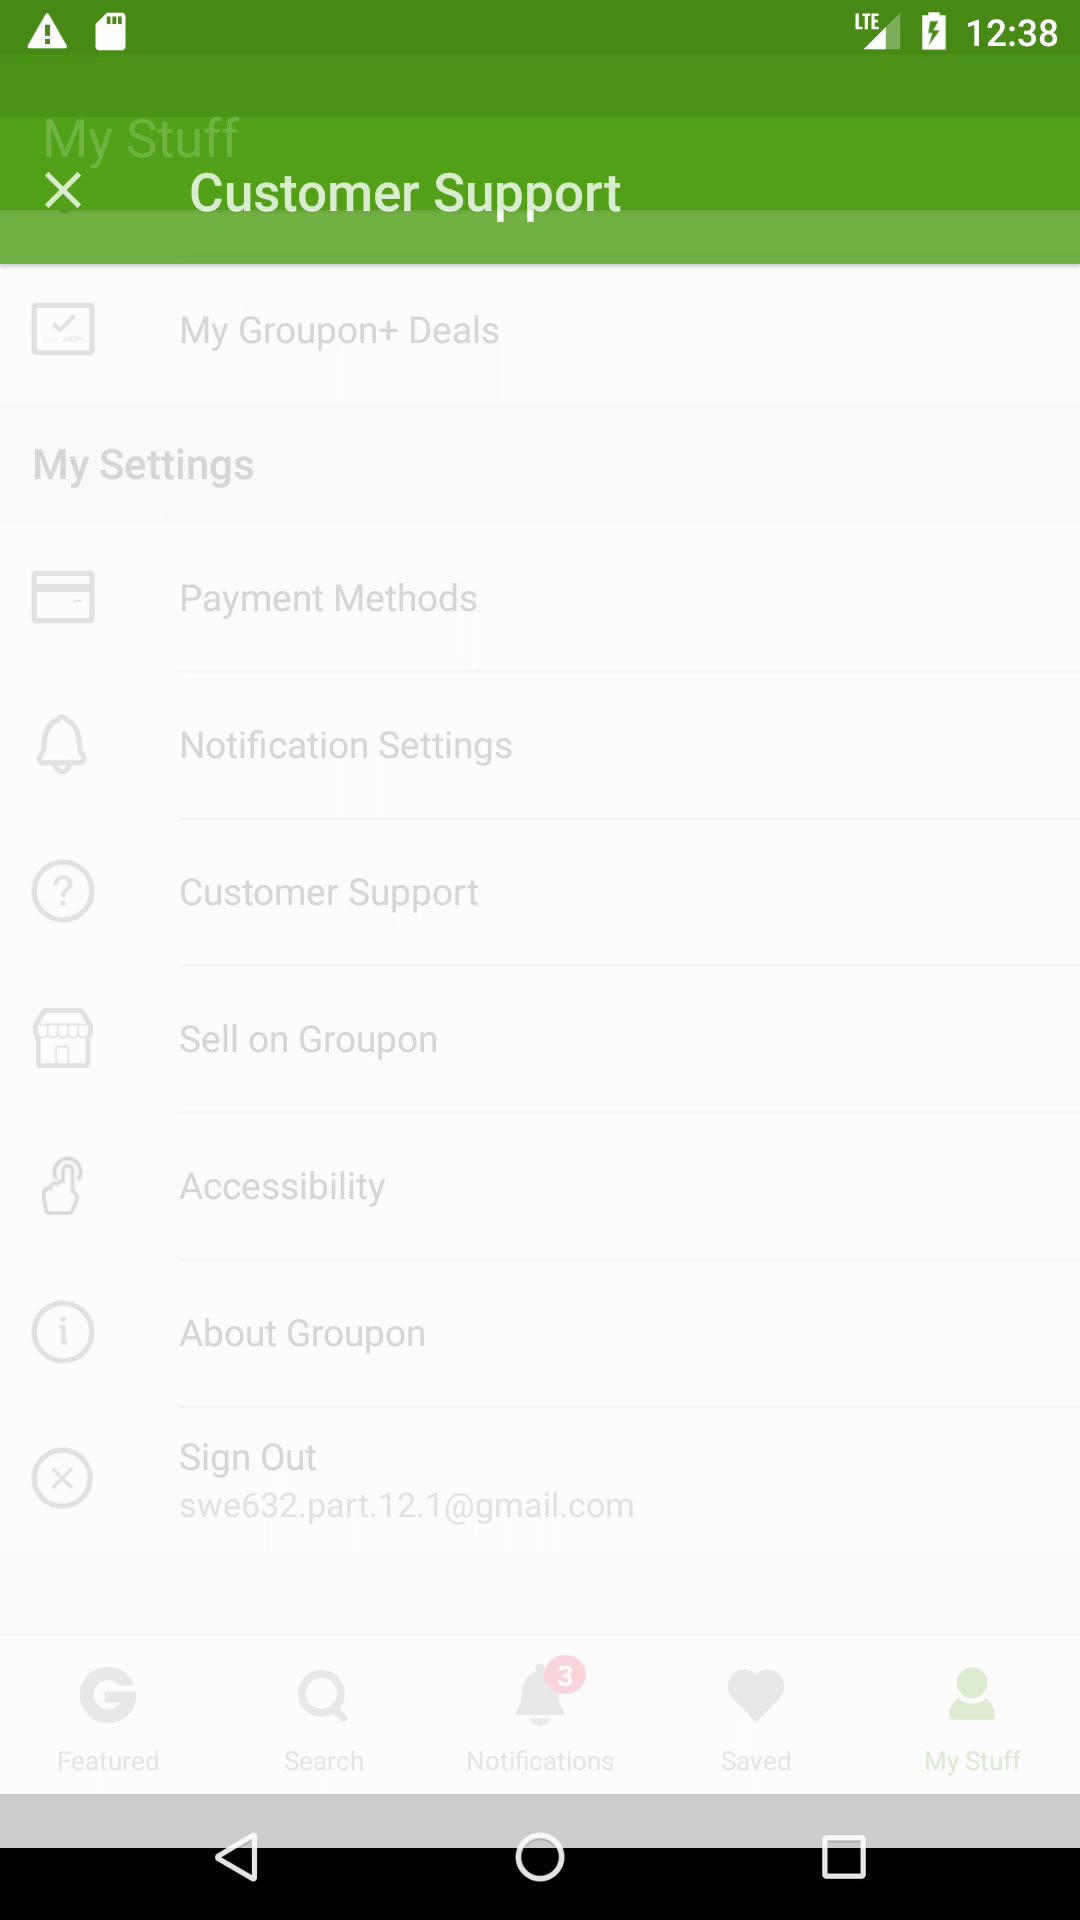 LTE 12:38
My Stuff
Customer Support
My Groupon+ Deals
My Settings
Payment Methods
Notification Settings
Customer Support
Sell on Groupon
Accessibility
About Groupon
Sign Out
swe632.part.12.1@gmail.com
3
Featured Search Notifications Saved My Stuff